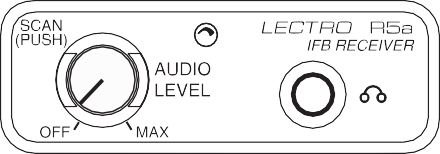 SCAN
(PUSH)
AUDIO
LEVEL
OFF
MAX
LECTRO R5a
IFB RECEIVER